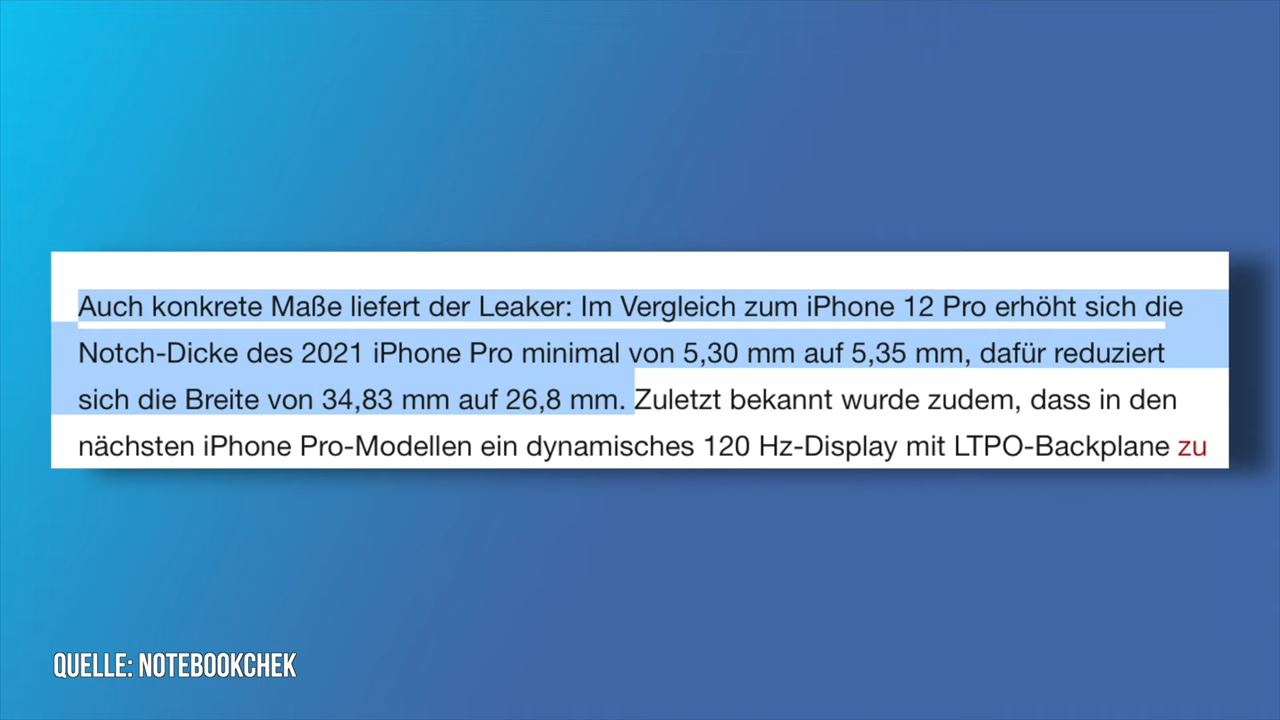 Auch konkrete Maße liefert der Leaker: Im Vergleich zum iPhone 12 Pro erhöht sich die
Notch-Dicke des 2021 iPhone Pro minimal von 5,30 mm auf 5,35 mm, dafür reduziert
sich die Breite von 34,83 mm auf 26,8 mm. Zuletzt bekannt wurde zudem, dass in den
nächsten iPhone Pro-Modellen ein dynamisches 120 Hz-Display mit LTPO-Backplane zu
QUELLE: NOTEBOOKCHEK